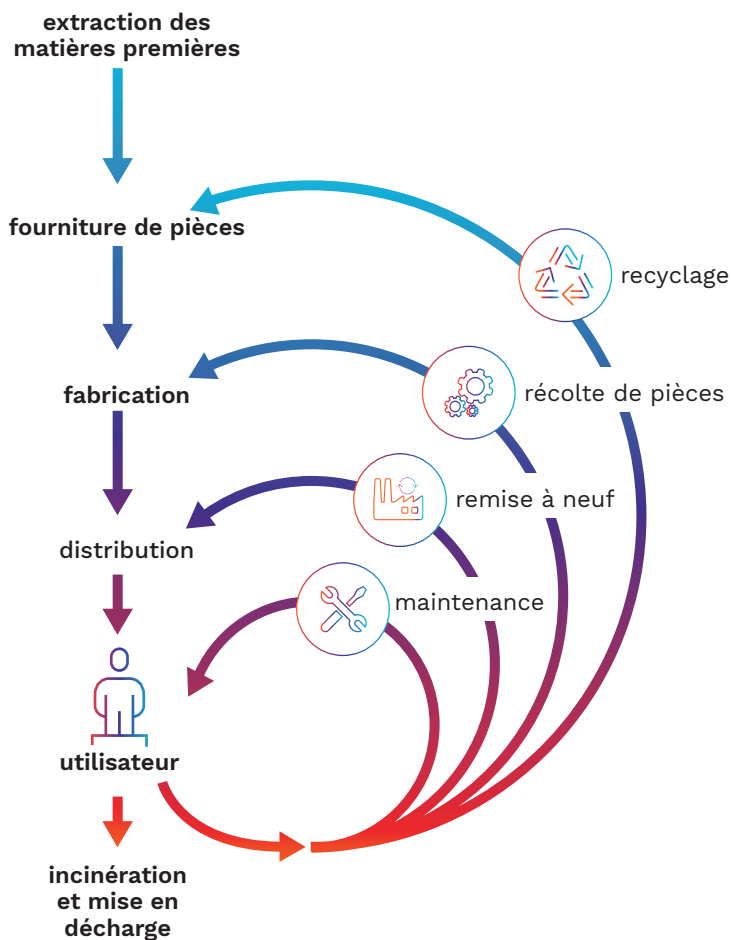 extraction des
matières premières
fourniture de pièces
recyclage
fabrication
récolte de pièces
remise à neuf
distribution
maintenance
utilisateur
incinération
et mise en
décharge